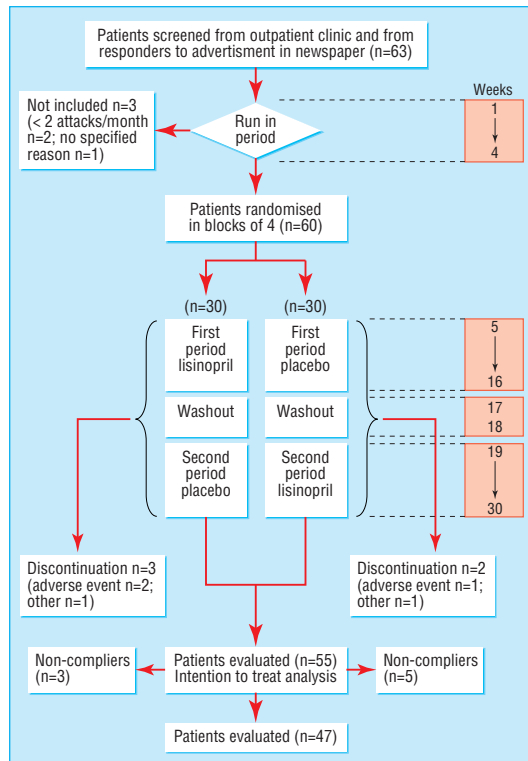 Patients screened from outpatient clinic and from
responders to advertisment in newspaper (n=63)
Not included n=3
(< 2 attacks/month
n=2; no specified
reason n=1)
Run in
period
Weeks
1
4
Patients randomised
in blocks of 4 (n=60)
(n=30)
(n=30)
First
period
lisinopril
First
period
placebo
5
16
Washout
Washout
17
18
Second
period
placebo
Second
period
lisinopril
19
30
Discontinuation n=3
(adverse event n=2;
other n=1)
Discontinuation n=2
(adverse event n=1;
other n=1)
Non-compliers
(n=3)
Patients evaluated (n=55)
Intention to treat analysis
Non-compliers
(n=5)
Patients evaluated (n=47)